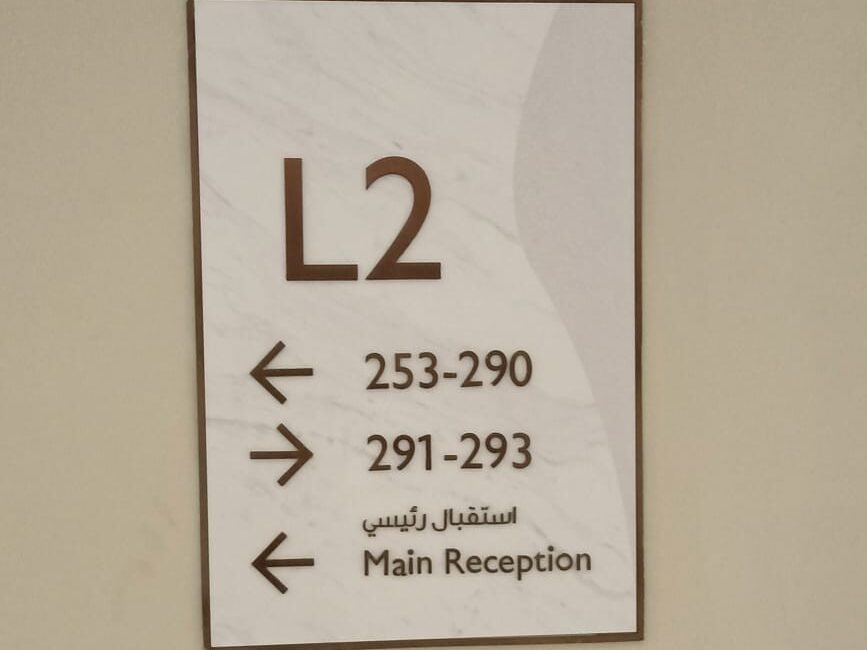 L2
253-290
291-293
استقبال رئيسي
Main Reception